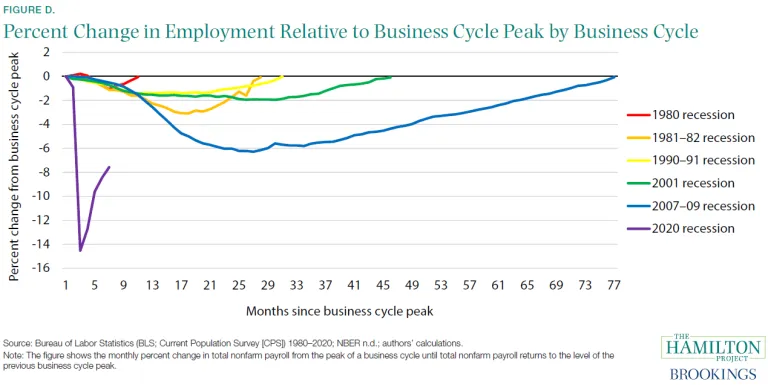 FIGURE D.
Percent Change in Employment Relative to Business Cycle Peak by Business Cycle
Percent change from business cycle peak
2
0
-2
-4
-6
-8
-10
-12
-14
-16
1 5 9 13 17 21 25 29 33 37 41 45 49 53 57 61 65 69 73 77
Months since business cycle peak
1980 recession
1981–82 recession
1990–91 recession
2001 recession
2007–09 recession
2020 recession
Source: Bureau of Labor Statistics (BLS; Current Population Survey [CPS]) 1980–2020; NBER n.d.; authors' calculations.
Note: The figure shows the monthly percent change in total nonfarm payroll from the peak of a business cycle until total nonfarm payroll returns to the level of the
previous business cycle peak.
THE
HAMILTON
PROJECT
BROOKINGS